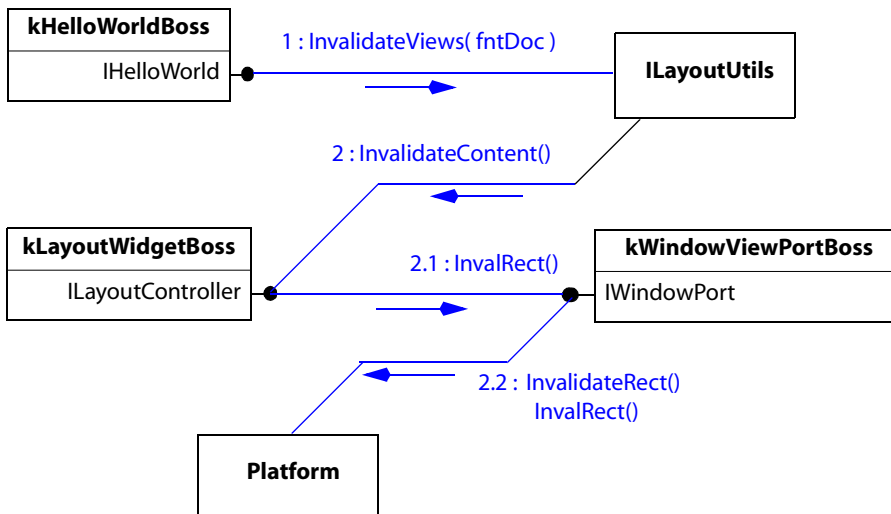 kHelloWorldBoss
IHelloWorld
1 : InvalidateViews( fntDoc )
ILayoutUtils
2 : InvalidateContent()
kLayoutWidgetBoss
ILayoutController
2.1 : InvalRect()
kWindowViewPortBoss
IWindowPort
2.2 : InvalidateRect()
InvalRect()
Platform